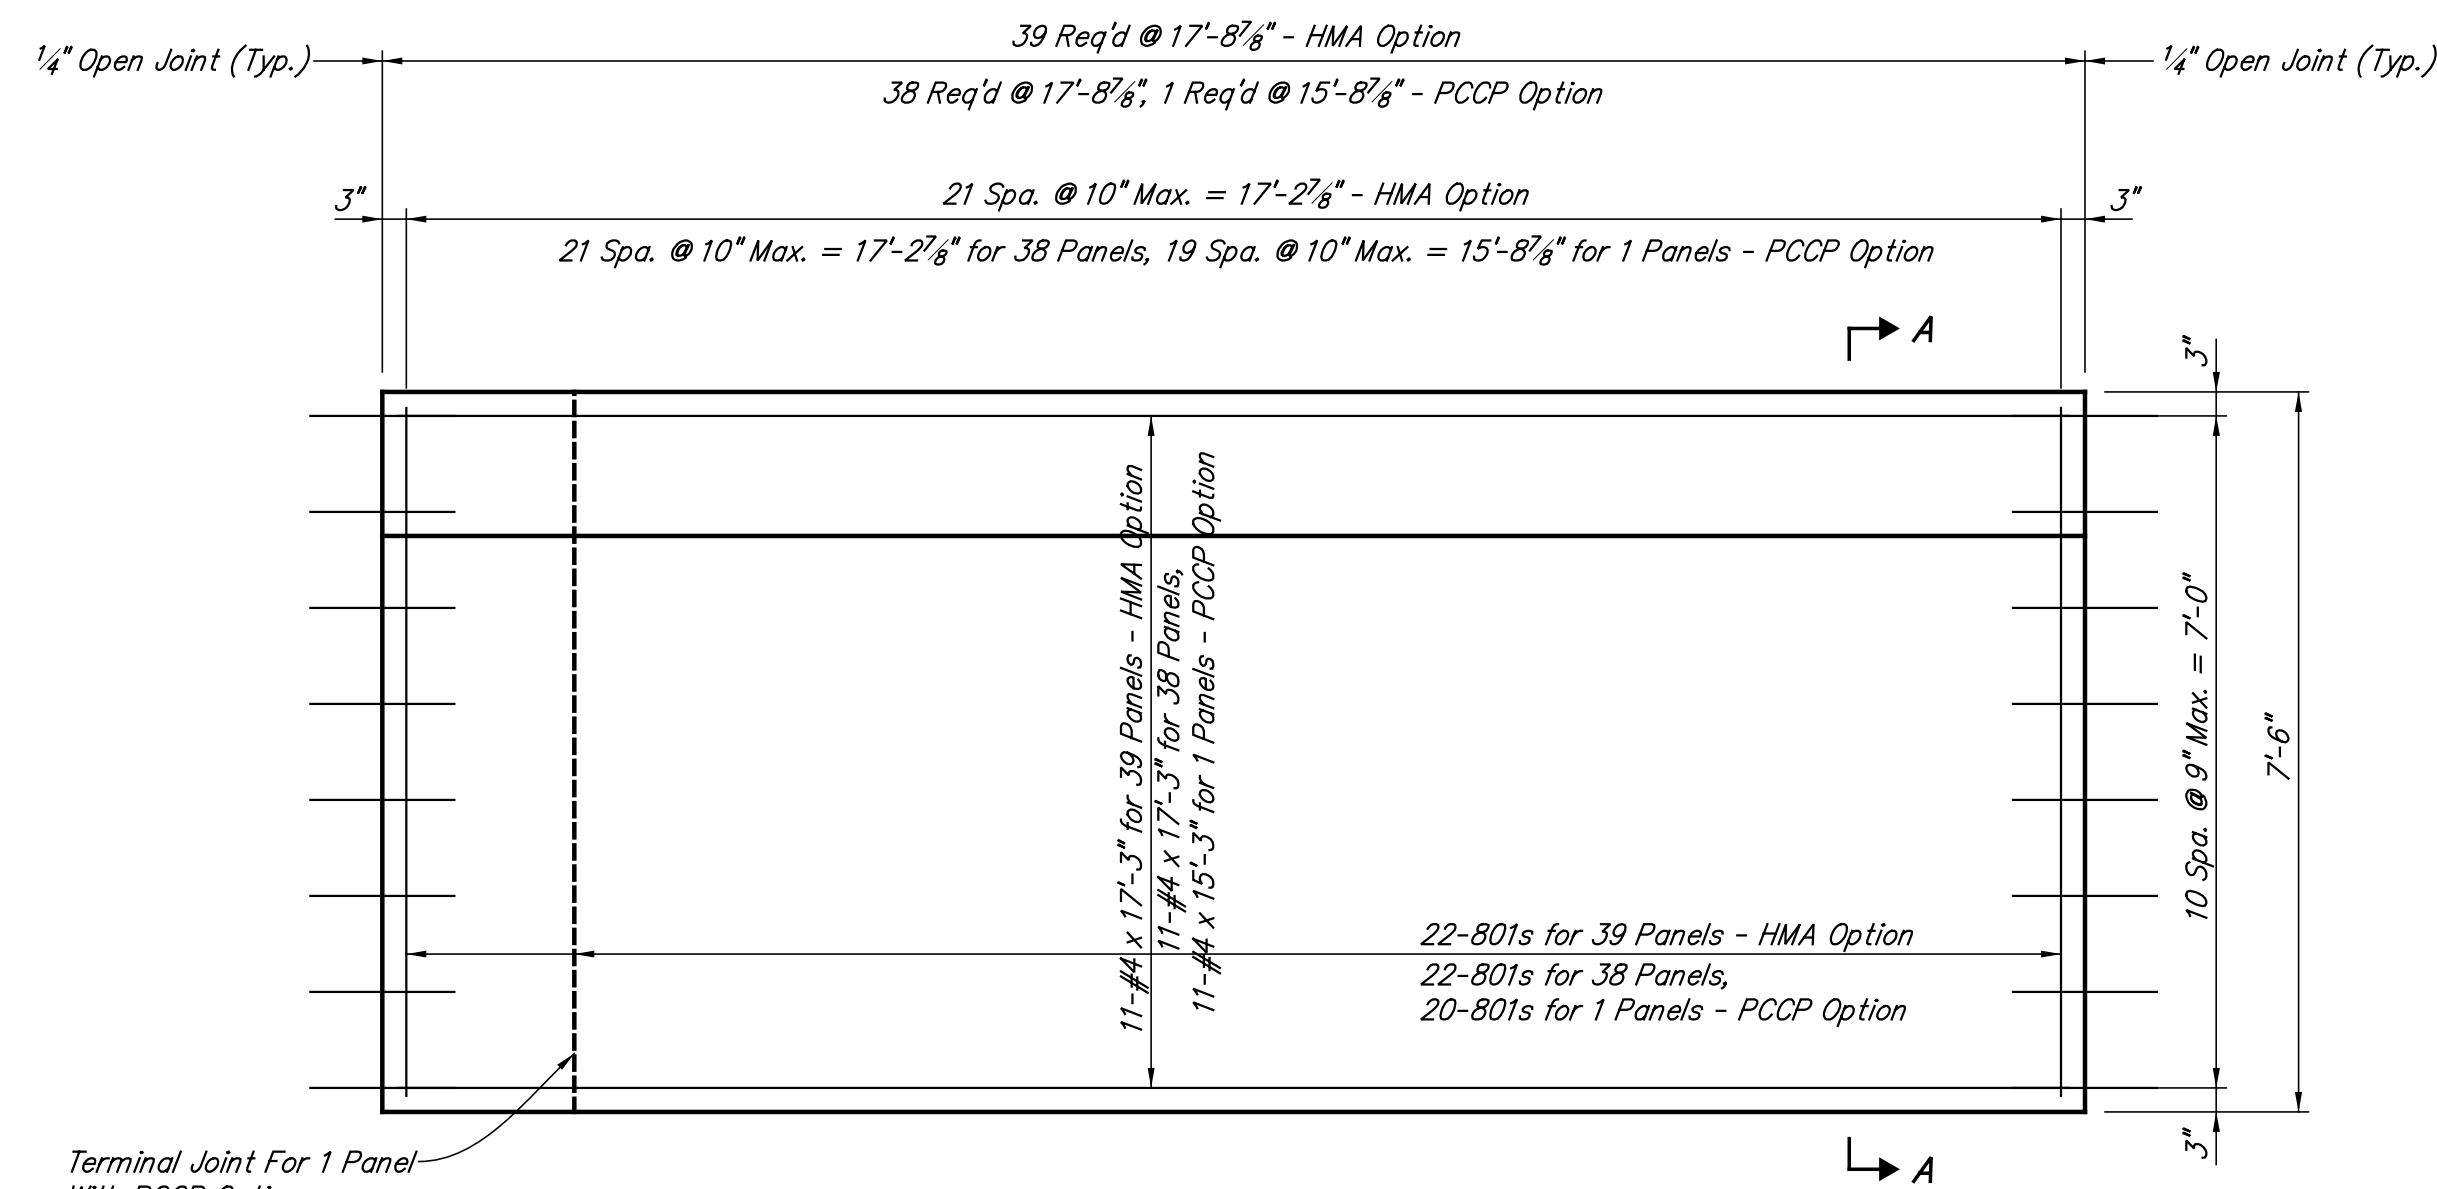 39 Req'd @ 17'-8⅞" - HMA Option
¼" Open Joint (Typ.)
¼" Open Joint (Typ.)
38 Req'd @ 17'-8⅞", 1 Req'd @ 15'-8⅞" - PCCP Option
3"
21 Spa. @ 10" Max. = 17'-2⅞" - HMA Option
3"
21 Spa. @ 10" Max. = 17'-2⅞" for 38 Panels, 19 Spa. @ 10" Max. = 15'-8⅞" for 1 Panels - PCCP Option
A
3"
11-#4 x 17'-3" for 39 Panels - HMA Option
11-#4 x 17'-3" for 38 Panels,
11-#4 x 15'-3" for 1 Panels - PCCP Option
10 Spa. @ 9" Max. = 7'-0"
7'-6"
22-801s for 39 Panels - HMA Option
22-801s for 38 Panels,
20-801s for 1 Panels - PCCP Option
3"
Terminal Joint For 1 Panel
A